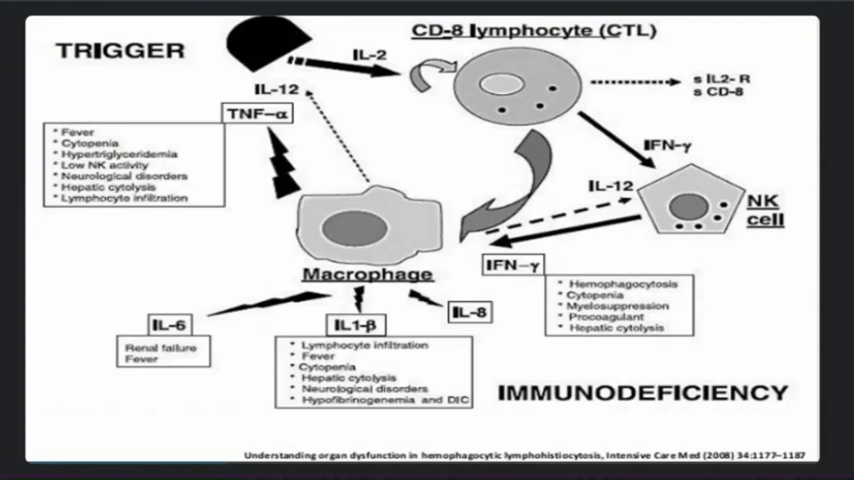 CD-8 lymphocyte (CTL)
TRIGGER
IL-2
IL-12
s IL2- R
s CD-8
TNF-α
* Fever
* Cytopenia
* Hypertriglyceridemia
* Low NK activity
* Neurological disorders
* Hepatic cytolysis
* Lymphocyte infiltration
IFN-γ
IL-12
NK
cell
Macrophage
IFN-γ
* Hemophagocytosis
* Cytopenia
* Myelosuppression
* Procoagulant
* Hepatic cytolysis
IL-6
Renal failure
Fever
IL1-β
* Lymphocyte infiltration
* Fever
* Cytopenia
* Hepatic cytolysis
* Neurological disorders
* Hypofibrinogenemia and DIC
IL-8
IMMUNODEFICIENCY
Understanding organ dysfunction in hemophagocytic lymphohistiocytosis, Intensive Care Med (2008) 34:1177–1187